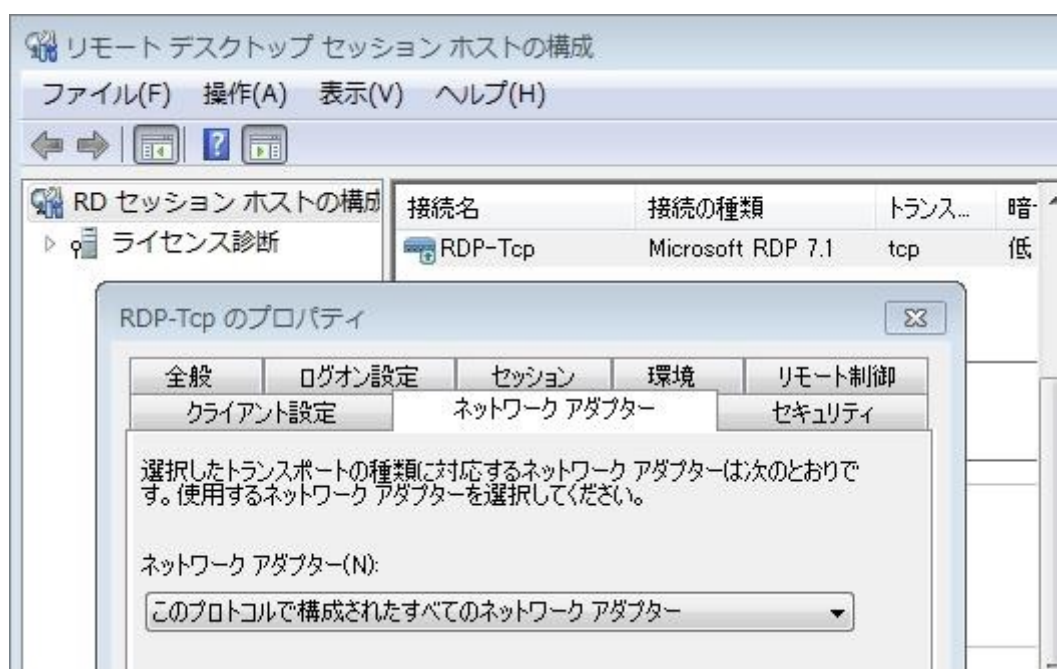 リモート デスクトップ セッション ホストの構成
ファイル(F) 操作(A) 表示(V) ヘルプ(H)
RD セッション ホストの構成
ライセンス診断
接続名 接続の種類 トランス... 暗
RDP-Tcp Microsoft RDP 7.1 tcp 低
RDP-Tcp のプロパティ
全般 ログオン設定 セッション 環境 リモート制御
クライアント設定 ネットワーク アダプター セキュリティ
選択したトランスポートの種類に対応するネットワーク アダプターは次のとおりで
す。使用するネットワーク アダプターを選択してください。
ネットワーク アダプター(N):
このプロトコルで構成されたすべてのネットワーク アダプター